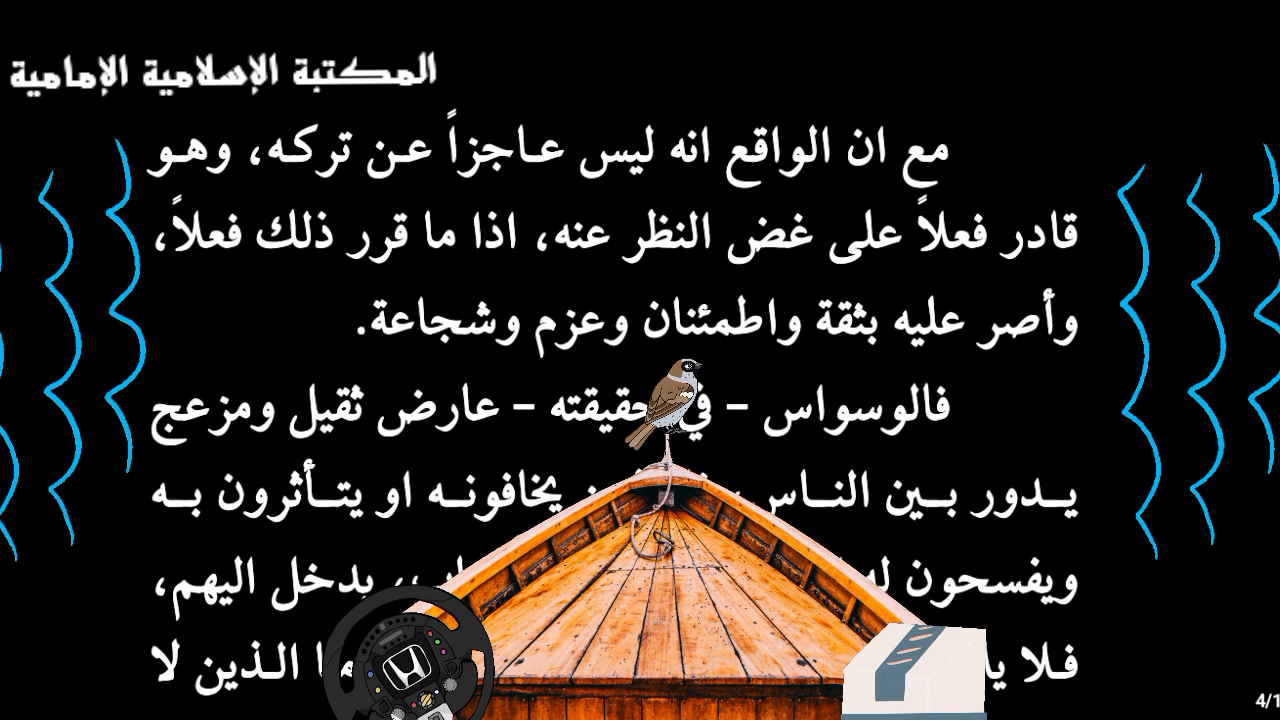 المكتبة الإسلامية الإمامية
مع ان الواقع انه ليس عاجزاً عن تركه، وهو
قادر فعلاً على غض النظر عنه، اذا ما قرر ذلك فعلاً،
وأصر عليه بثقة واطمئنان وعزم وشجاعة.
فالوسواس – في حقيقته – عارض ثقيل ومزعج
يدور بين الناس يخافونه او يتأثرون به
ويفسحون يدخل اليهم،
فلا الذين لا
4/1